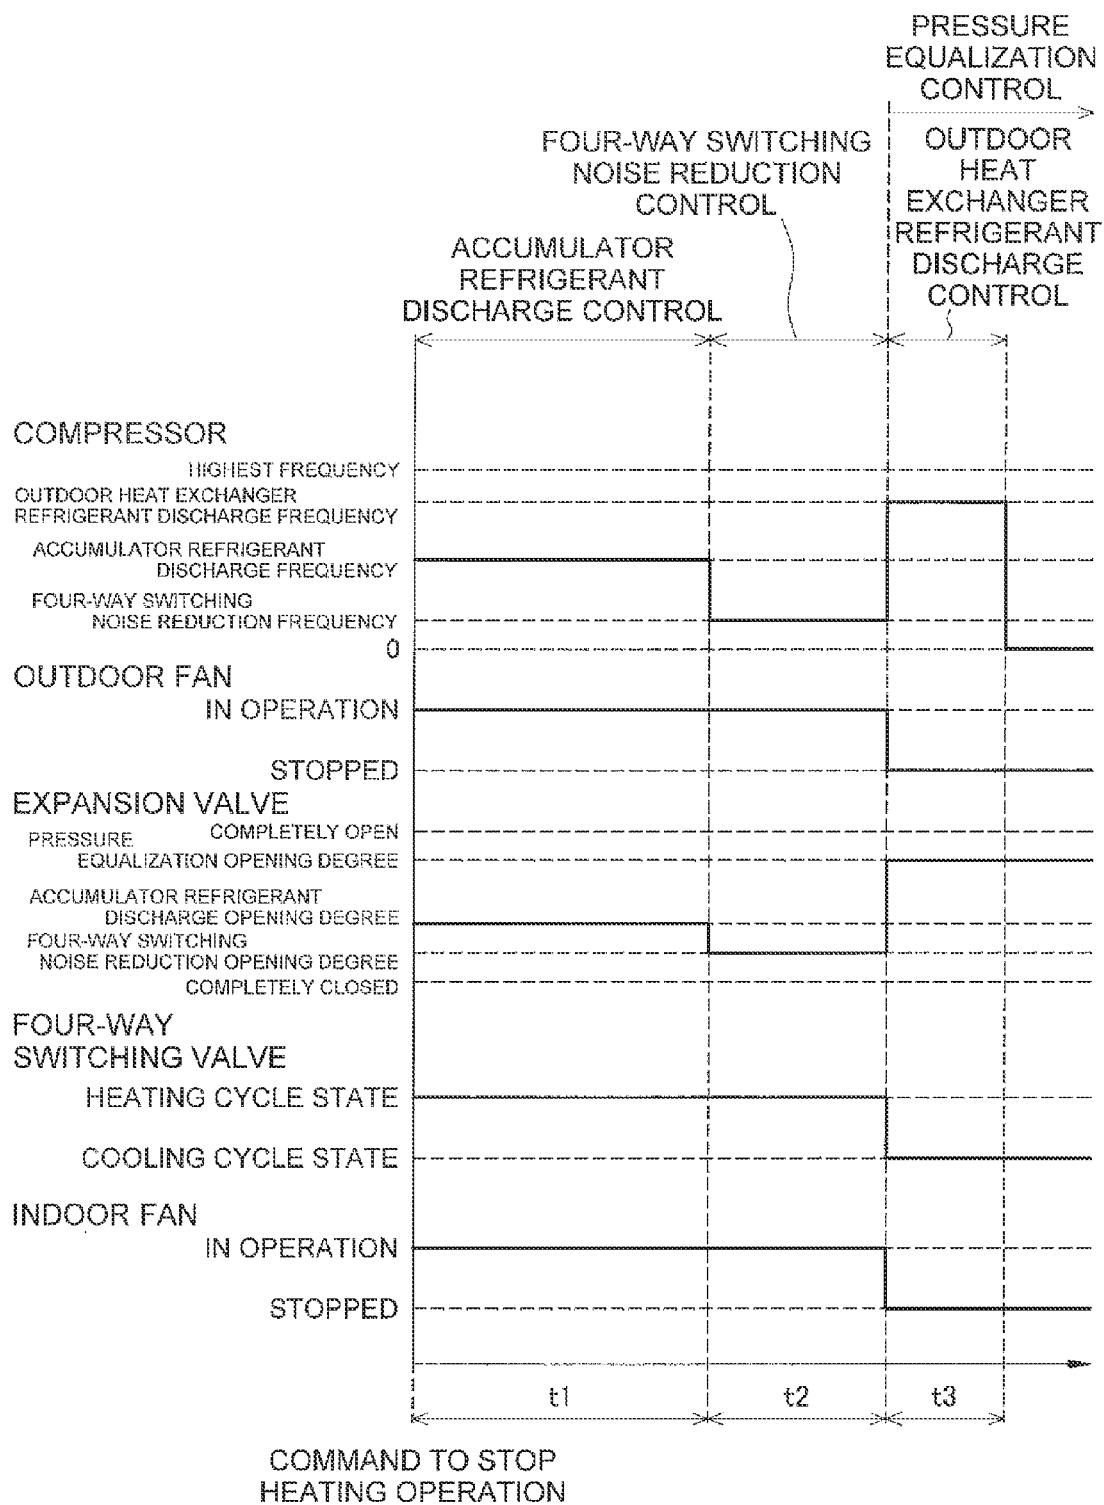 PRESSURE
EQUALIZATION
CONTROL
FOUR-WAY SWITCHING
NOISE REDUCTION
CONTROL
OUTDOOR
HEAT
EXCHANGER
REFRIGERANT
DISCHARGE
CONTROL
ACCUMULATOR
REFRIGERANT
DISCHARGE CONTROL
COMPRESSOR
HIGHEST FREQUENCY
OUTDOOR HEAT EXCHANGER
REFRIGERANT DISCHARGE FREQUENCY
ACCUMULATOR REFRIGERANT
DISCHARGE FREQUENCY
FOUR-WAY SWITCHING
NOISE REDUCTION FREQUENCY
0
OUTDOOR FAN
IN OPERATION
STOPPED
EXPANSION VALVE
COMPLETELY OPEN
PRESSURE
EQUALIZATION OPENING DEGREE
ACCUMULATOR REFRIGERANT
DISCHARGE OPENING DEGREE
FOUR-WAY SWITCHING
NOISE REDUCTION OPENING DEGREE
COMPLETELY CLOSED
FOUR-WAY
SWITCHING VALVE
HEATING CYCLE STATE
COOLING CYCLE STATE
INDOOR FAN
IN OPERATION
STOPPED
t1 t2 t3
COMMAND TO STOP
HEATING OPERATION